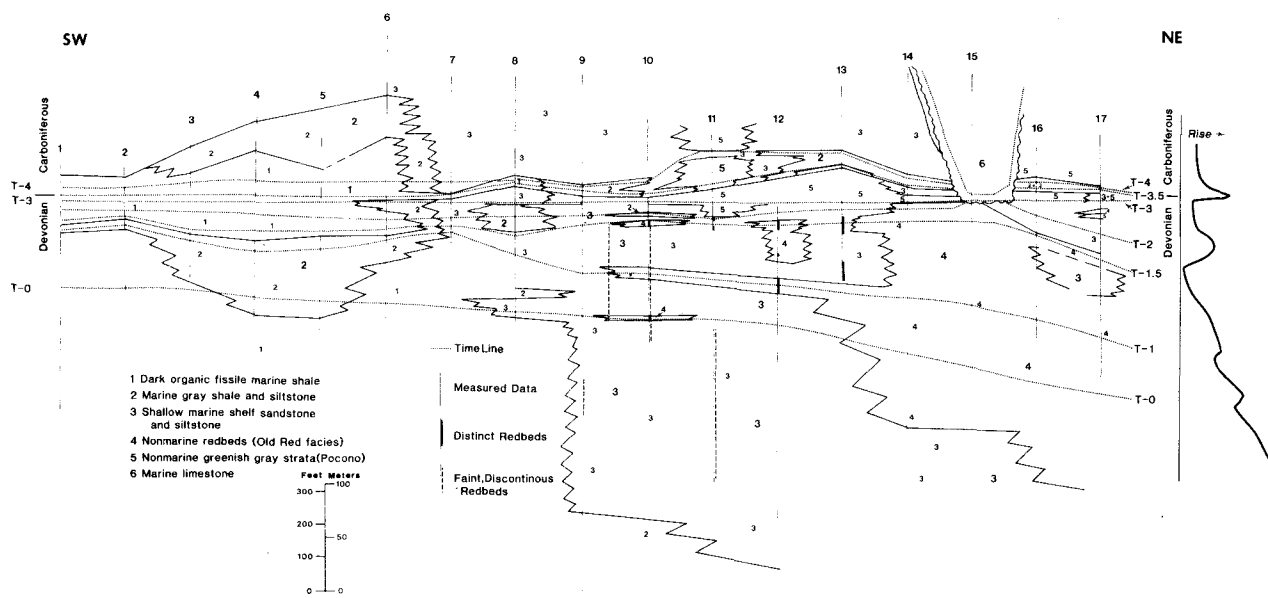 SW
NE
1
2
3
4
5
6
7
8
9
10
11
12
13
14
15
16
17
Carboniferous
Devonian
T-4
T-3
T-0
Carboniferous
Devonian
Rise
T-4
T-3.5
T-3
T-2
T-1.5
T-1
T-0
1 Dark organic fissile marine shale
2 Marine gray shale and siltstone
3 Shallow marine shelf sandstone
and siltstone
4 Nonmarine redbeds (Old Red facies)
5 Nonmarine greenish gray strata(Pocono)
6 Marine limestone
Time Line
Measured Data
Distinct Redbeds
Faint,Discontinous
Redbeds
Feet Meters
300
200
100
0
100
50
0